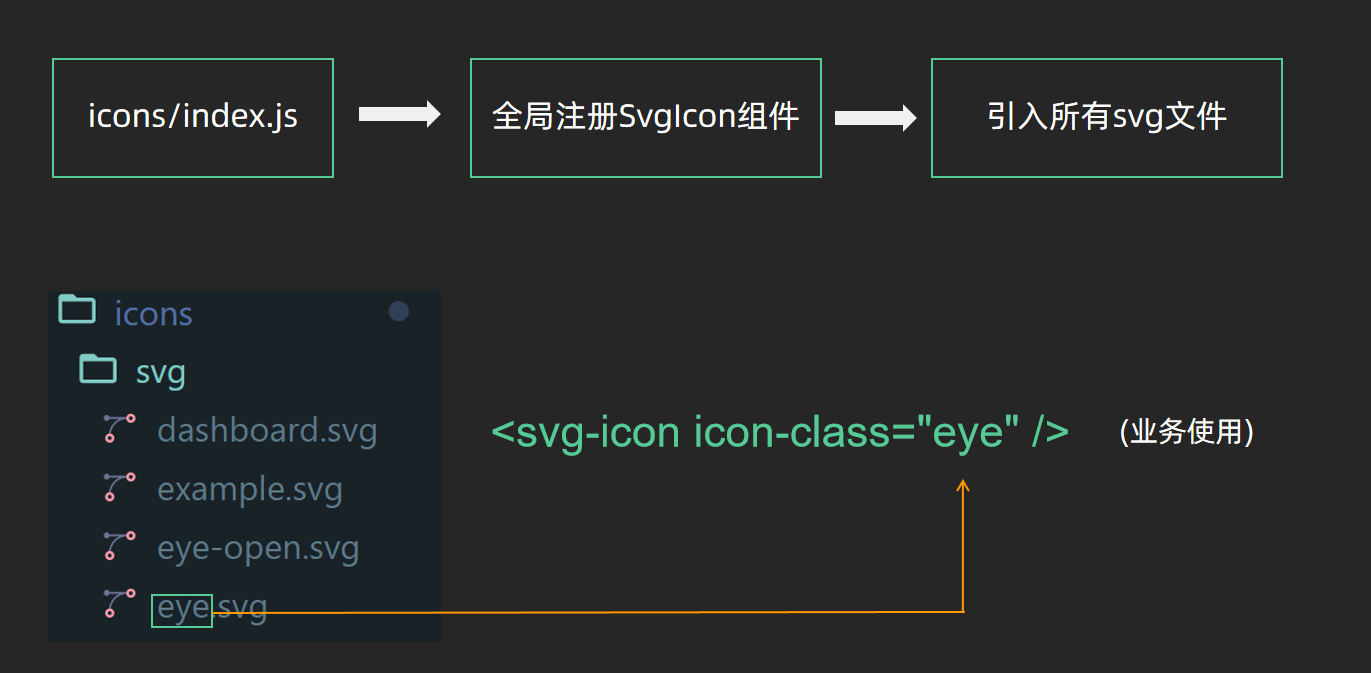 icons/index.js
全局注册SvgIcon组件
引入所有svg文件
icons
svg
dashboard.svg
example.svg
eye-open.svg
eye.svg
<svg-icon icon-class="eye" />
(业务使用)